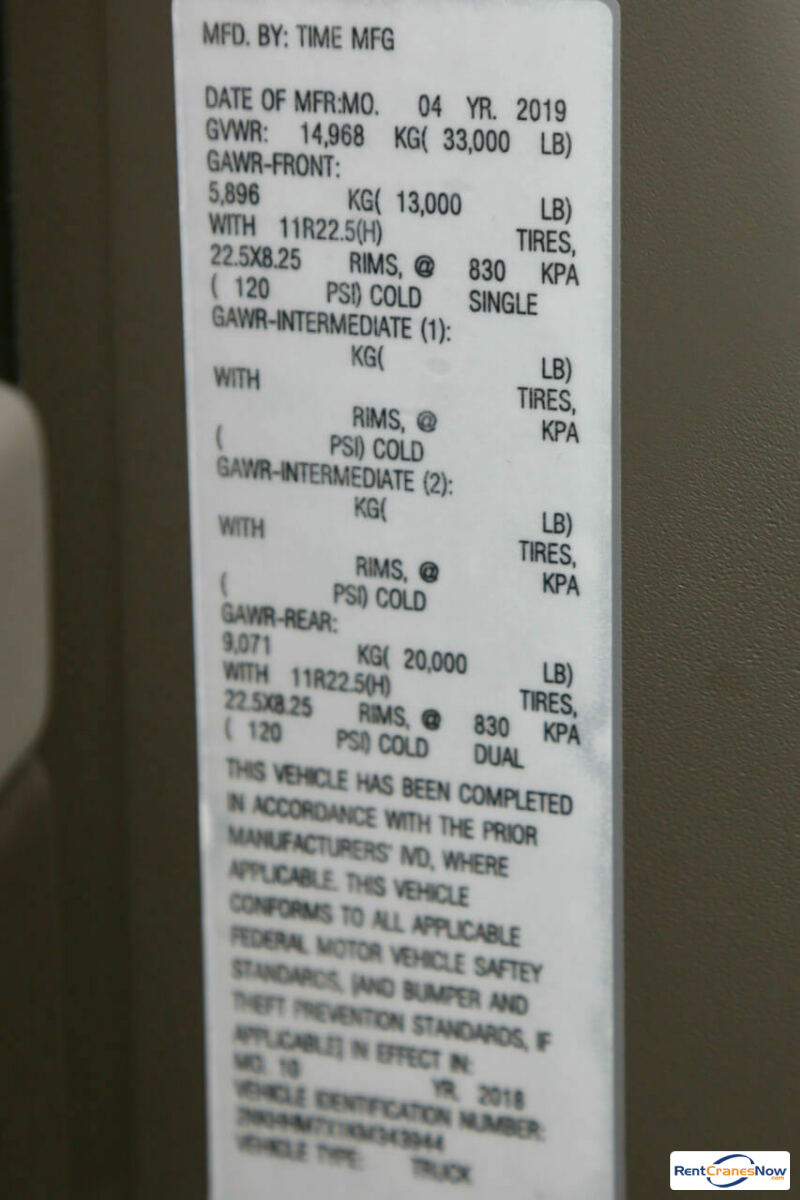 MFD. BY: TIME MFG
DATE OF MFR:MO. 04 YR. 2019
GVWR: 14,968 KG( 33,000 LB)
GAWR-FRONT:
5,896 KG( 13,000 LB)
WITH 11R22.5(H) TIRES,
22.5X8.25 RIMS, @ 830 KPA
( 120 PSI) COLD SINGLE
GAWR-INTERMEDIATE (1):
KG( LB)
WITH TIRES,
RIMS, @ KPA
( PSI) COLD
GAWR-INTERMEDIATE (2):
KG( LB)
WITH TIRES,
RIMS, @ KPA
( PSI) COLD
GAWR-REAR:
9,071 KG( 20,000 LB)
WITH 11R22.5(H) TIRES,
22.5X8.25 RIMS, @ 830 KPA
( 120 PSI) COLD DUAL
THIS VEHICLE HAS BEEN COMPLETED
IN ACCORDANCE WITH THE PRIOR
MANUFACTURERS' IVD, WHERE
APPLICABLE. THIS VEHICLE
CONFORMS TO ALL APPLICABLE
FEDERAL MOTOR VEHICLE SAFTEY
STANDARDS, [AND BUMPER AND
THEFT PREVENTION STANDARDS, IF
APPLICABLE] IN EFFECT IN:
MO. 10 YR. 2018
VEHICLE IDENTIFICATION NUMBER:
VEHICLE TYPE: TRUCK
RentCranesNow.com